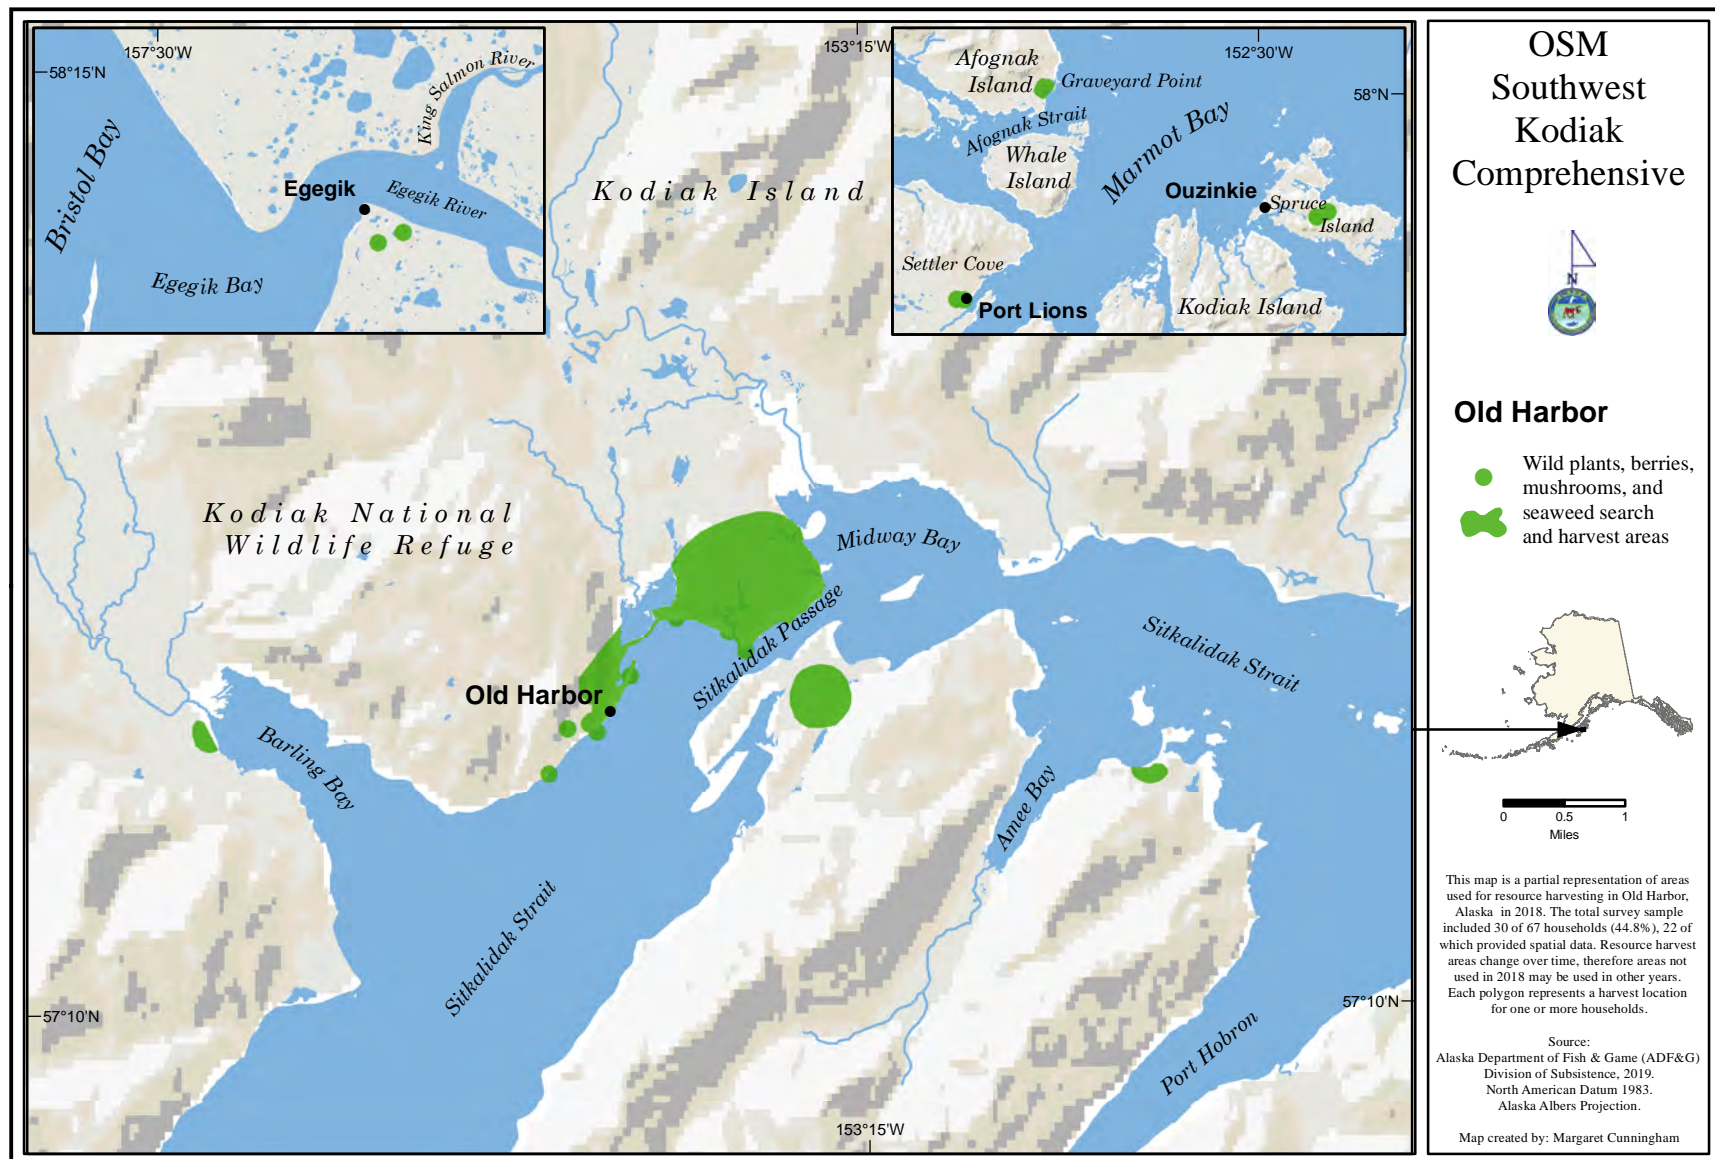 157°30'W
58°15'N
King Salmon River
Bristol Bay
Egegik
Egegik River
Egegik Bay
153°15'W
Kodiak Island
152°30'W
58°N
Afognak
Island
Graveyard Point
Afognak Strait
Whale
Island
Marmot Bay
Ouzinkie
Spruce
Island
Settler Cove
Port Lions
Kodiak Island
Kodiak National
Wildlife Refuge
Midway Bay
Sitkalidak Passage
Sitkalidak Strait
Old Harbor
Barling Bay
Amee Bay
Sitkalidak Strait
57°10'N
57°10'N
Port Hobron
153°15'W
OSM
Southwest
Kodiak
Comprehensive
N
Old Harbor
Wild plants, berries,
mushrooms, and
seaweed search
and harvest areas
0 0.5 1
Miles
This map is a partial representation of areas
used for resource harvesting in Old Harbor,
Alaska in 2018. The total survey sample
included 30 of 67 households (44.8%), 22 of
which provided spatial data. Resource harvest
areas change over time, therefore areas not
used in 2018 may be used in other years.
Each polygon represents a harvest location
for one or more households.
Source:
Alaska Department of Fish & Game (ADF&G)
Division of Subsistence, 2019.
North American Datum 1983.
Alaska Albers Projection.
Map created by: Margaret Cunningham